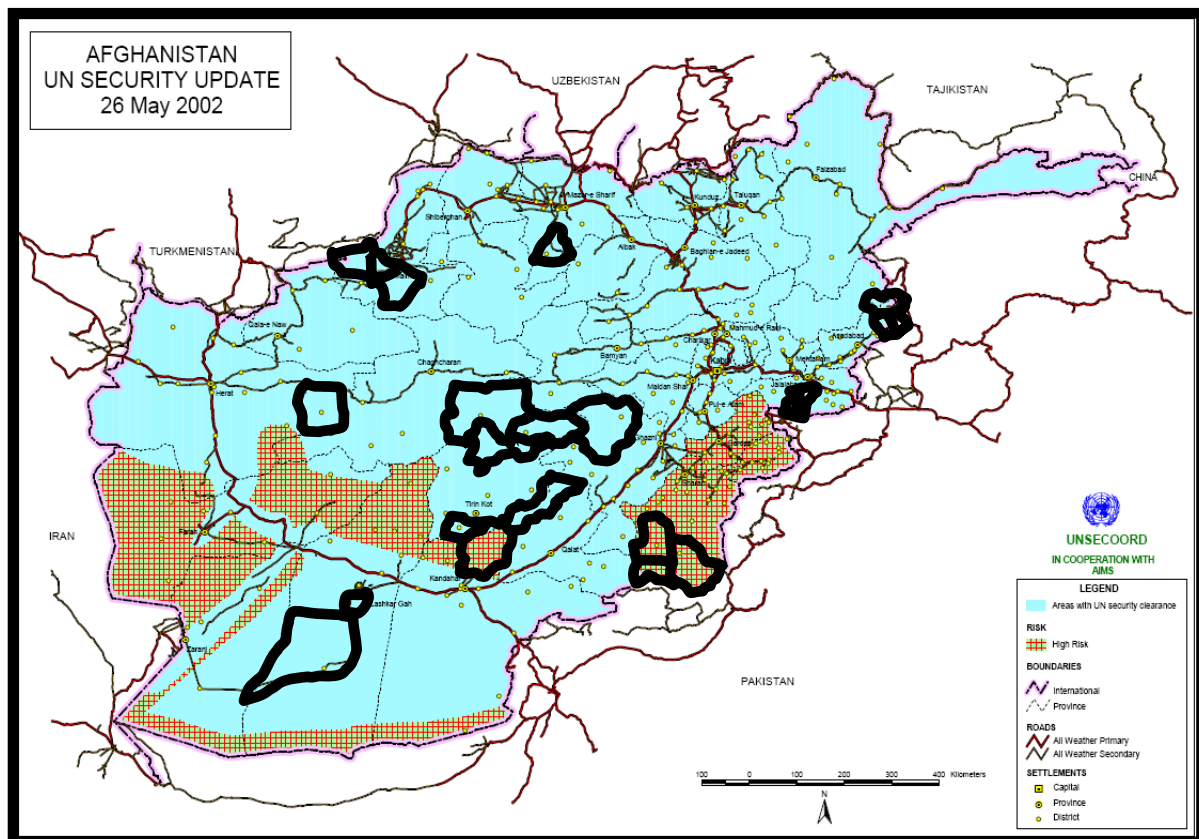 AFGHANISTAN
UN SECURITY UPDATE
26 May 2002
UZBEKISTAN
TAJIKISTAN
CHINA
TURKMENISTAN
IRAN
PAKISTAN
Faizabad
Mazar-e Sharif
Kunduz
Taluqan
Shiberghan
Aibak
Baghlan-e Jadeed
Qala-e Naw
Mahmud-e Raqi
Charikar
Asadabad
Bamyan
Mehtarlam
Chaghcharan
Kabul
Maidan Shar
Herat
Pul-e Alam
Ghazni
Sharan
Tirin Kot
Farah
Qalat
Kandahar
Lashkar Gah
Zaranj
UNSECOORD
IN COOPERATION WITH
AIMS
LEGEND
Areas with UN security clearance
RISK
High Risk
BOUNDARIES
International
Province
ROADS
All Weather Primary
All Weather Secondary
SETTLEMENTS
Capital
Province
District
100 0 100 200 300 400 Kilometers
N